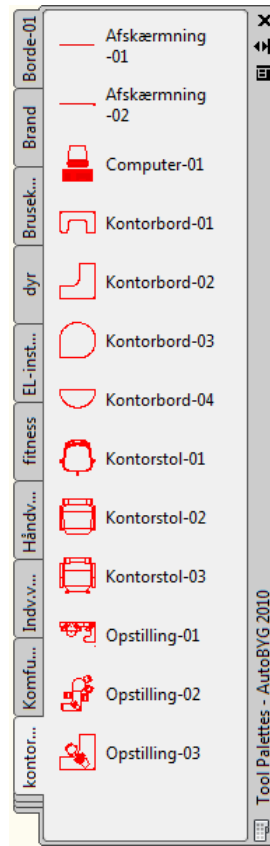 Borde-01
Brand
Brusek...
dyr
EL-inst...
fitness
Håndv...
Indv.v...
Komfu...
kontor...
Afskærmning
-01
Afskærmning
-02
Computer-01
Kontorbord-01
Kontorbord-02
Kontorbord-03
Kontorbord-04
Kontorstol-01
Kontorstol-02
Kontorstol-03
Opstilling-01
Opstilling-02
Opstilling-03
Tool Palettes - AutoBYG 2010